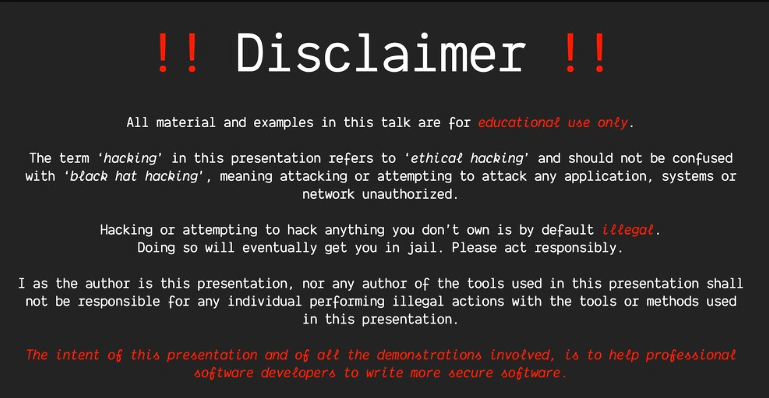 !! Disclaimer !!
All material and examples in this talk are for educational use only.
The term ‘hacking’ in this presentation refers to ‘ethical hacking’ and should not be confused
with ‘black hat hacking’, meaning attacking or attempting to attack any application, systems or
network unauthorized.
Hacking or attempting to hack anything you don’t own is by default illegal.
Doing so will eventually get you in jail. Please act responsibly.
I as the author is this presentation, nor any author of the tools used in this presentation shall
not be responsible for any individual performing illegal actions with the tools or methods used
in this presentation.
The intent of this presentation and of all the demonstrations involved, is to help professional
software developers to write more secure software.